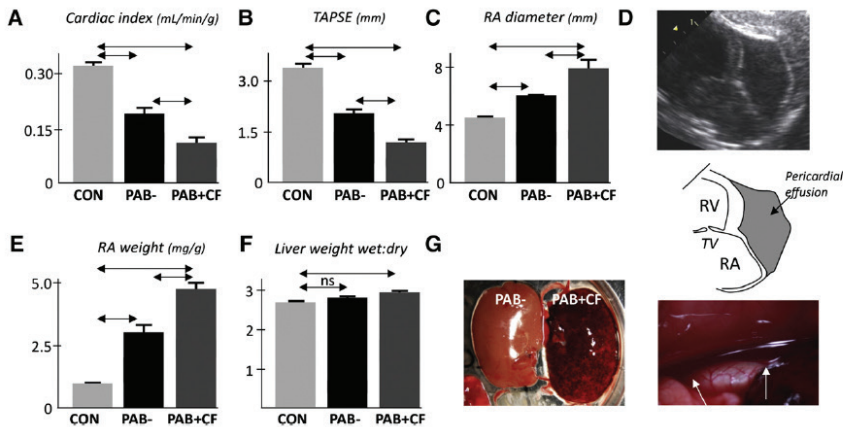 A
Cardiac index (mL/min/g)
0.30
0.15
CON PAB- PAB+CF
B
TAPSE (mm)
3.0
1.5
0
CON PAB- PAB+CF
C
RA diameter (mm)
8
4
0
CON PAB- PAB+CF
D
Pericardial
effusion
RV
TV
RA
E
RA weight (mg/g)
5.0
2.5
0
CON PAB- PAB+CF
F
Liver weight wet:dry
ns
3
2
1
CON PAB- PAB+CF
G
PAB- PAB+CF